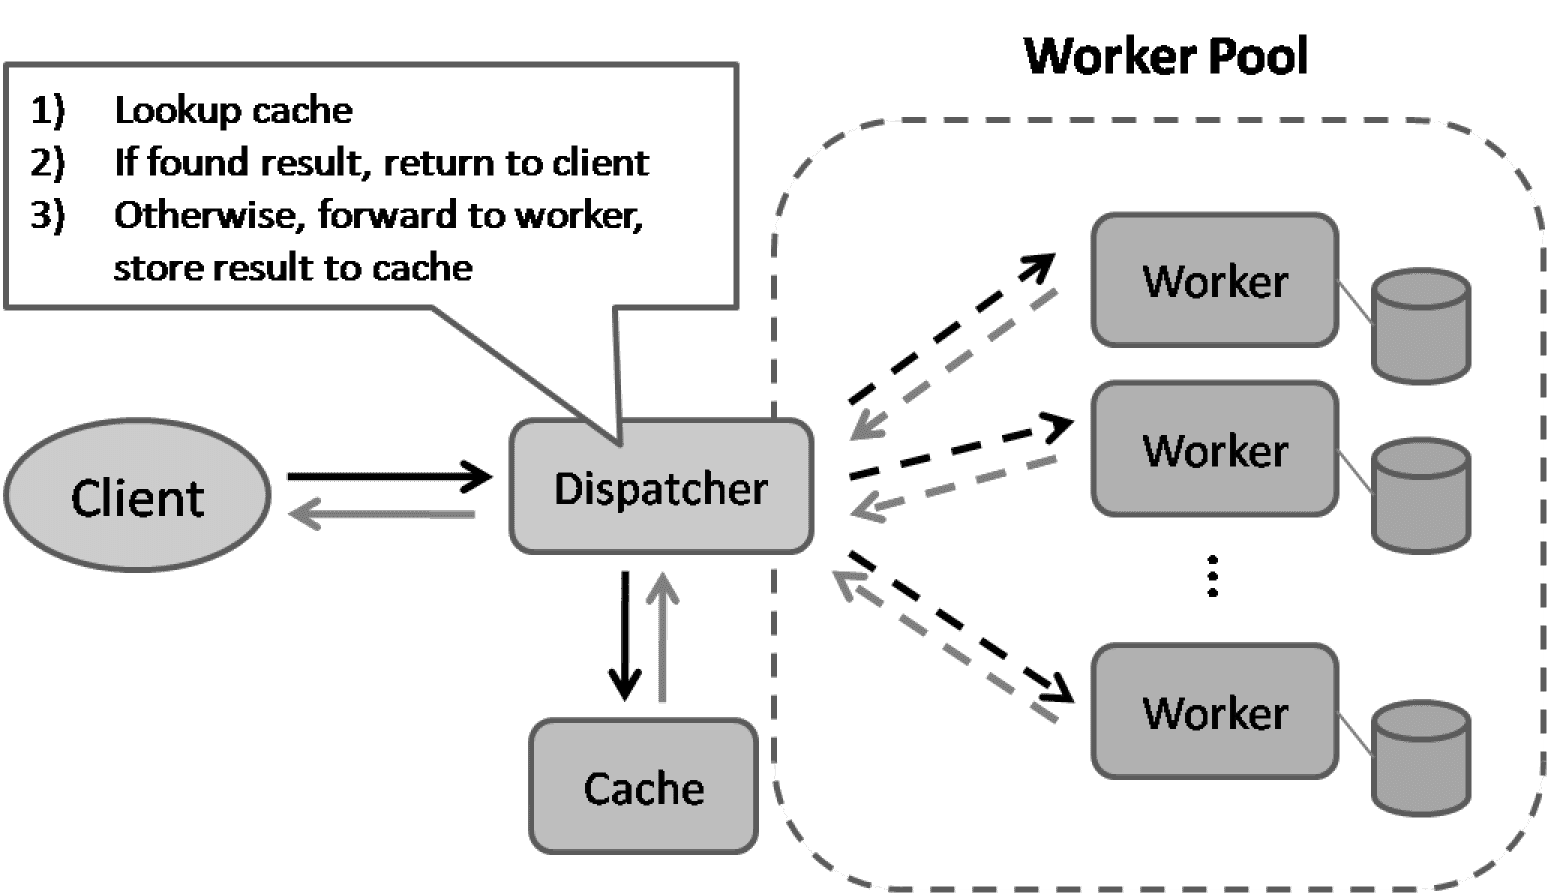 Worker Pool
1) Lookup cache
2) If found result, return to client
3) Otherwise, forward to worker,
store result to cache
Worker
Worker
Client
Dispatcher
Worker
Cache